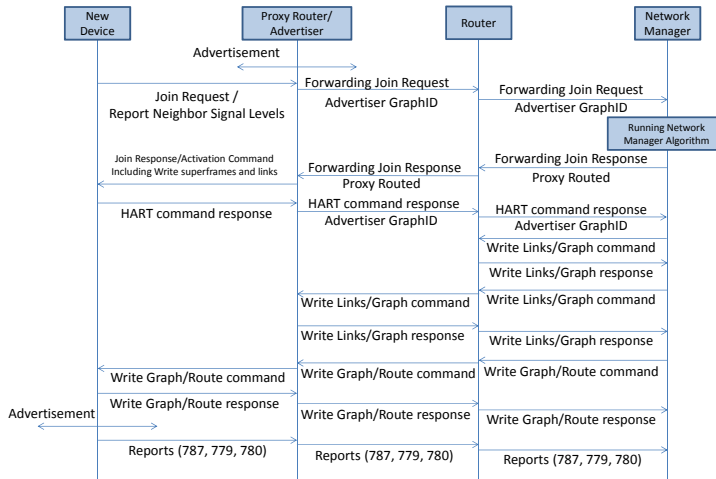 New
Device
Proxy Router/
Advertiser
Router
Network
Manager
Advertisement
Join Request /
Report Neighbor Signal Levels
Forwarding Join Request
Advertiser GraphID
Forwarding Join Request
Advertiser GraphID
Running Network
Manager Algorithm
Forwarding Join Response
Proxy Routed
Forwarding Join Response
Proxy Routed
Join Response/Activation Command
Including Write superframes and links
HART command response
HART command response
Advertiser GraphID
HART command response
Advertiser GraphID
Write Links/Graph command
Write Links/Graph response
Write Links/Graph command
Write Links/Graph command
Write Links/Graph response
Write Links/Graph response
Write Graph/Route command
Write Graph/Route command
Write Graph/Route command
Write Graph/Route response
Write Graph/Route response
Write Graph/Route response
Advertisement
Reports (787, 779, 780)
Reports (787, 779, 780)
Reports (787, 779, 780)